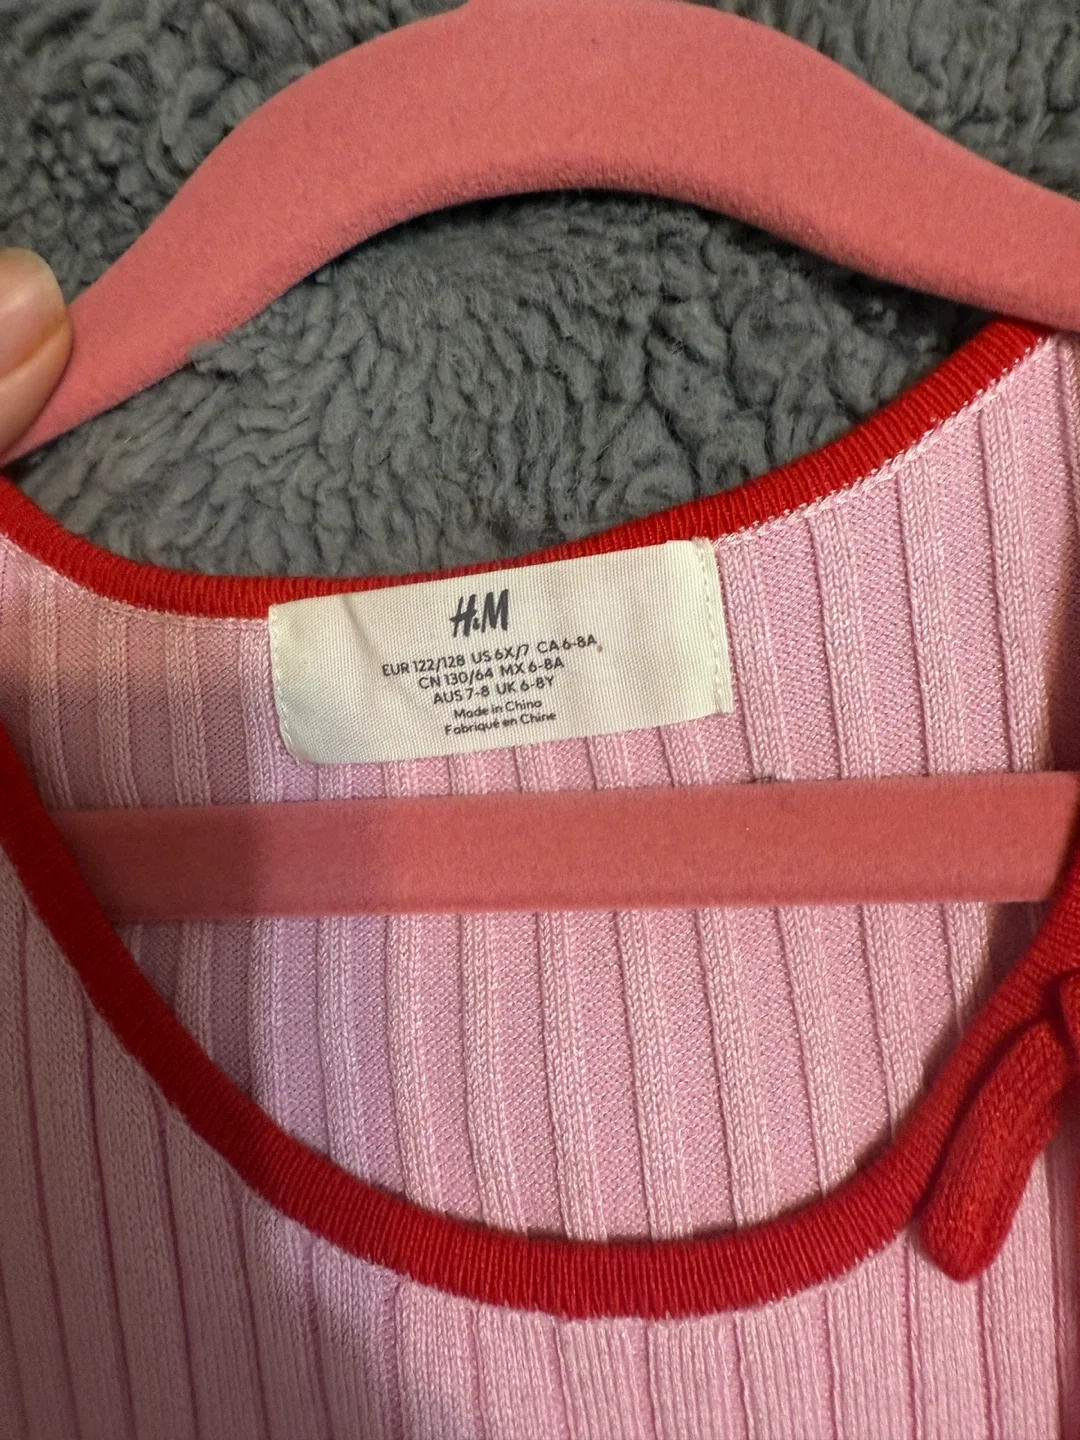 H&M
EUR 122/128 US 6X/7 CA 6-8A
CN 130/64 MX 6-8A
AUS 7-8 UK 6-8Y
Made in China
Fabriqué en Chine